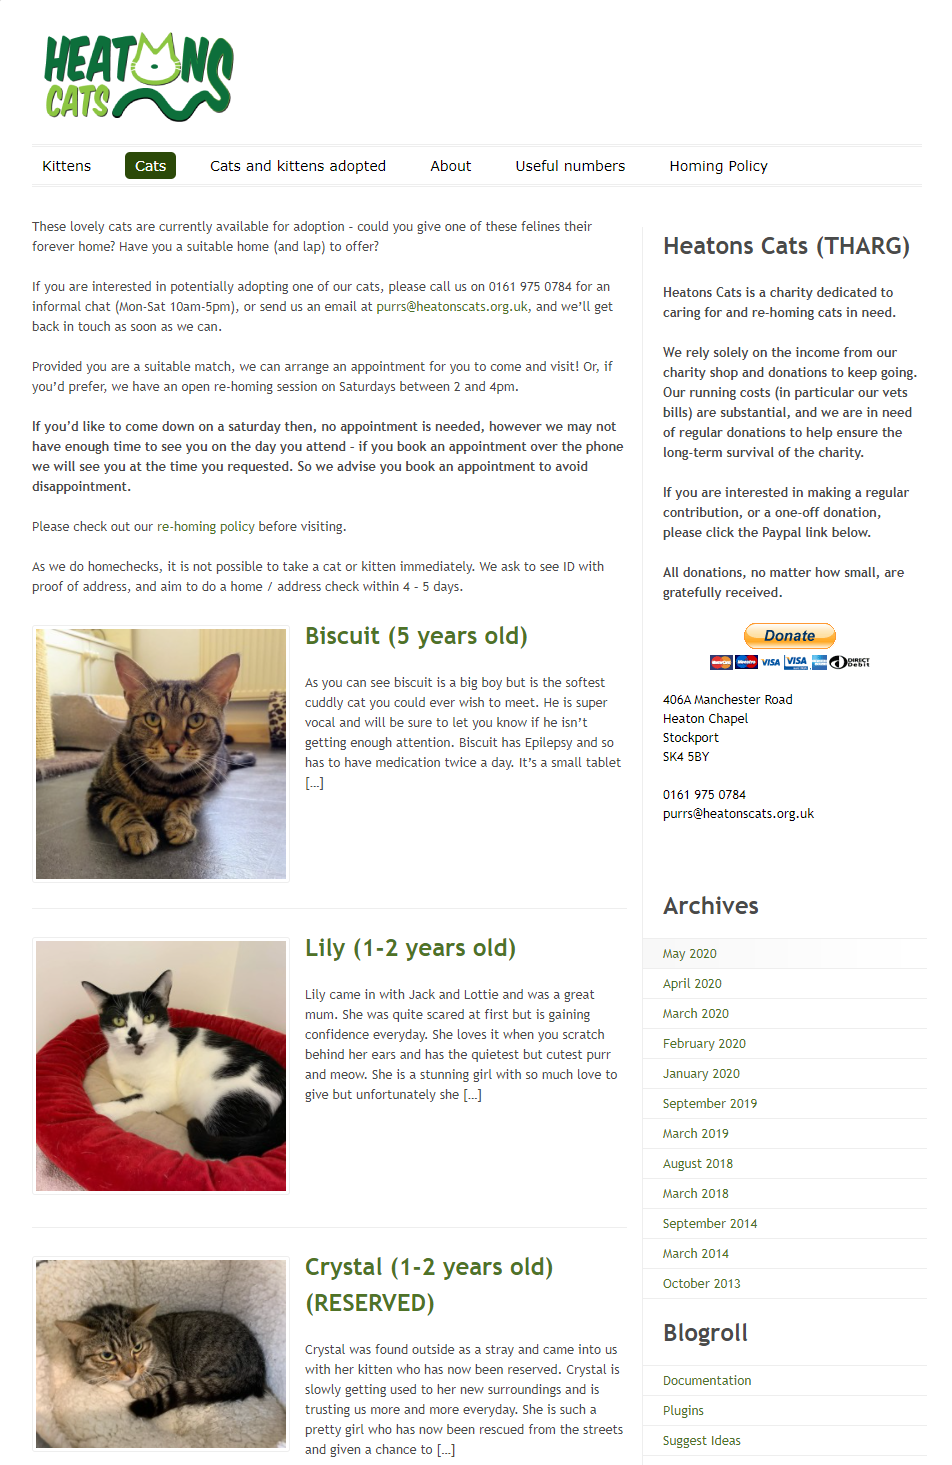 HEATONS
CATS
Kittens
Cats
Cats and kittens adopted
About
Useful numbers
Homing Policy
These lovely cats are currently available for adoption – could you give one of these felines their
forever home? Have you a suitable home (and lap) to offer?
If you are interested in potentially adopting one of our cats, please call us on 0161 975 0784 for an
informal chat (Mon-Sat 10am-5pm), or send us an email at purrs@heatonscats.org.uk, and we’ll get
back in touch as soon as we can.
Provided you are a suitable match, we can arrange an appointment for you to come and visit! Or, if
you’d prefer, we have an open re-homing session on Saturdays between 2 and 4pm.
If you’d like to come down on a saturday then, no appointment is needed, however we may not
have enough time to see you on the day you attend – if you book an appointment over the phone
we will see you at the time you requested. So we advise you book an appointment to avoid
disappointment.
Please check out our re-homing policy before visiting.
As we do homechecks, it is not possible to take a cat or kitten immediately. We ask to see ID with
proof of address, and aim to do a home / address check within 4 – 5 days.
Biscuit (5 years old)
As you can see biscuit is a big boy but is the softest
cuddly cat you could ever wish to meet. He is super
vocal and will be sure to let you know if he isn’t
getting enough attention. Biscuit has Epilepsy and so
has to have medication twice a day. It’s a small tablet
[…]
Lily (1-2 years old)
Lily came in with Jack and Lottie and was a great
mum. She was quite scared at first but is gaining
confidence everyday. She loves it when you scratch
behind her ears and has the quietest but cutest purr
and meow. She is a stunning girl with so much love to
give but unfortunately she […]
Crystal (1-2 years old)
(RESERVED)
Crystal was found outside as a stray and came into us
with her kitten who has now been reserved. Crystal is
slowly getting used to her new surroundings and is
trusting us more and more everyday. She is such a
pretty girl who has now been rescued from the streets
and given a chance to […]
Heatons Cats (THARG)
Heatons Cats is a charity dedicated to
caring for and re-homing cats in need.
We rely solely on the income from our
charity shop and donations to keep going.
Our running costs (in particular our vets
bills) are substantial, and we are in need
of regular donations to help ensure the
long-term survival of the charity.
If you are interested in making a regular
contribution, or a one-off donation,
please click the Paypal link below.
All donations, no matter how small, are
gratefully received.
Donate
MasterCard Maestro VISA VISA DIRECT Debit
406A Manchester Road
Heaton Chapel
Stockport
SK4 5BY
0161 975 0784
purrs@heatonscats.org.uk
Archives
May 2020
April 2020
March 2020
February 2020
January 2020
September 2019
March 2019
August 2018
March 2018
September 2014
March 2014
October 2013
Blogroll
Documentation
Plugins
Suggest Ideas